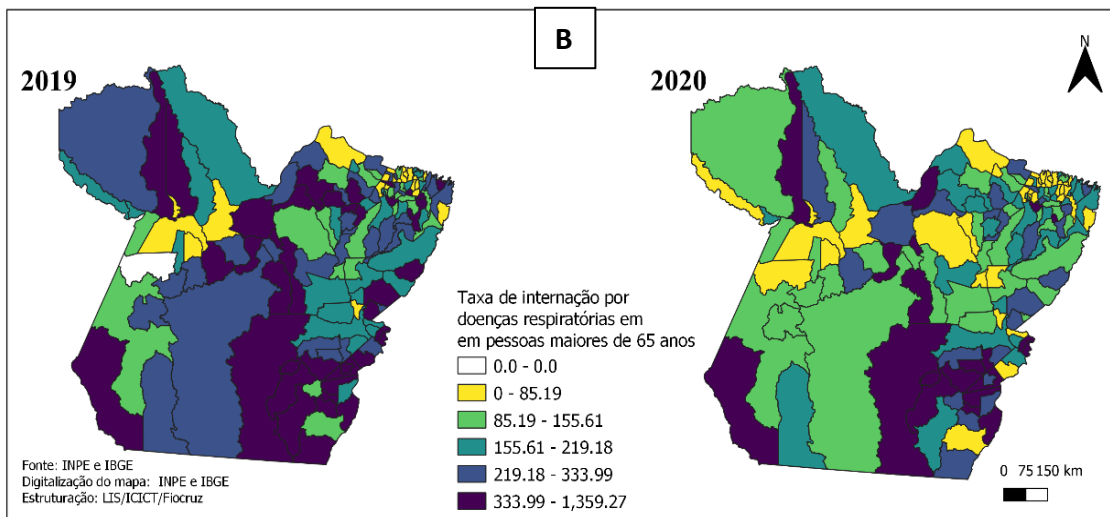 B
2019
2020
N
Taxa de internação por
doenças respiratórias em
em pessoas maiores de 65 anos
0.0 - 0.0
0 - 85.19
85.19 - 155.61
155.61 - 219.18
219.18 - 333.99
333.99 - 1,359.27
Fonte: INPE e IBGE
Digitalização do mapa: INPE e IBGE
Estruturação: LIS/ICICT/Fiocruz
0 75 150 km